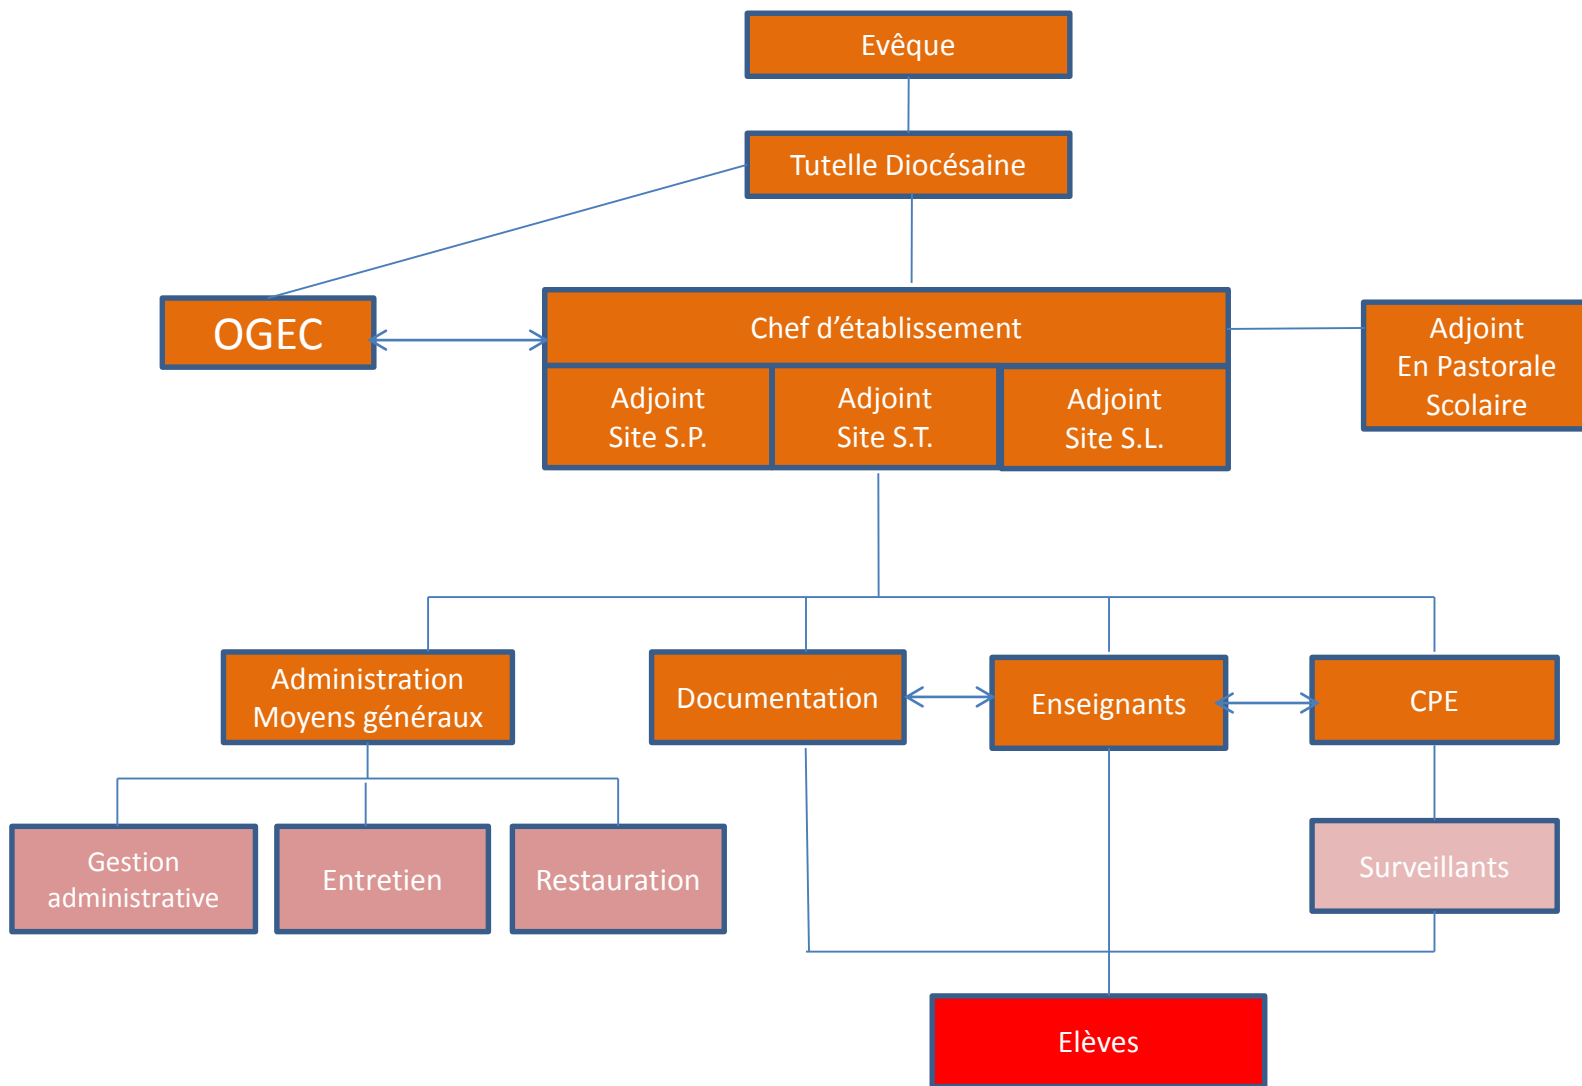 Evêque
Tutelle Diocésaine
OGEC
Chef d'établissement
Adjoint
En Pastorale
Scolaire
Adjoint
Site S.P.
Adjoint
Site S.T.
Adjoint
Site S.L.
Administration
Moyens généraux
Documentation
Enseignants
CPE
Gestion
administrative
Entretien
Restauration
Surveillants
Elèves